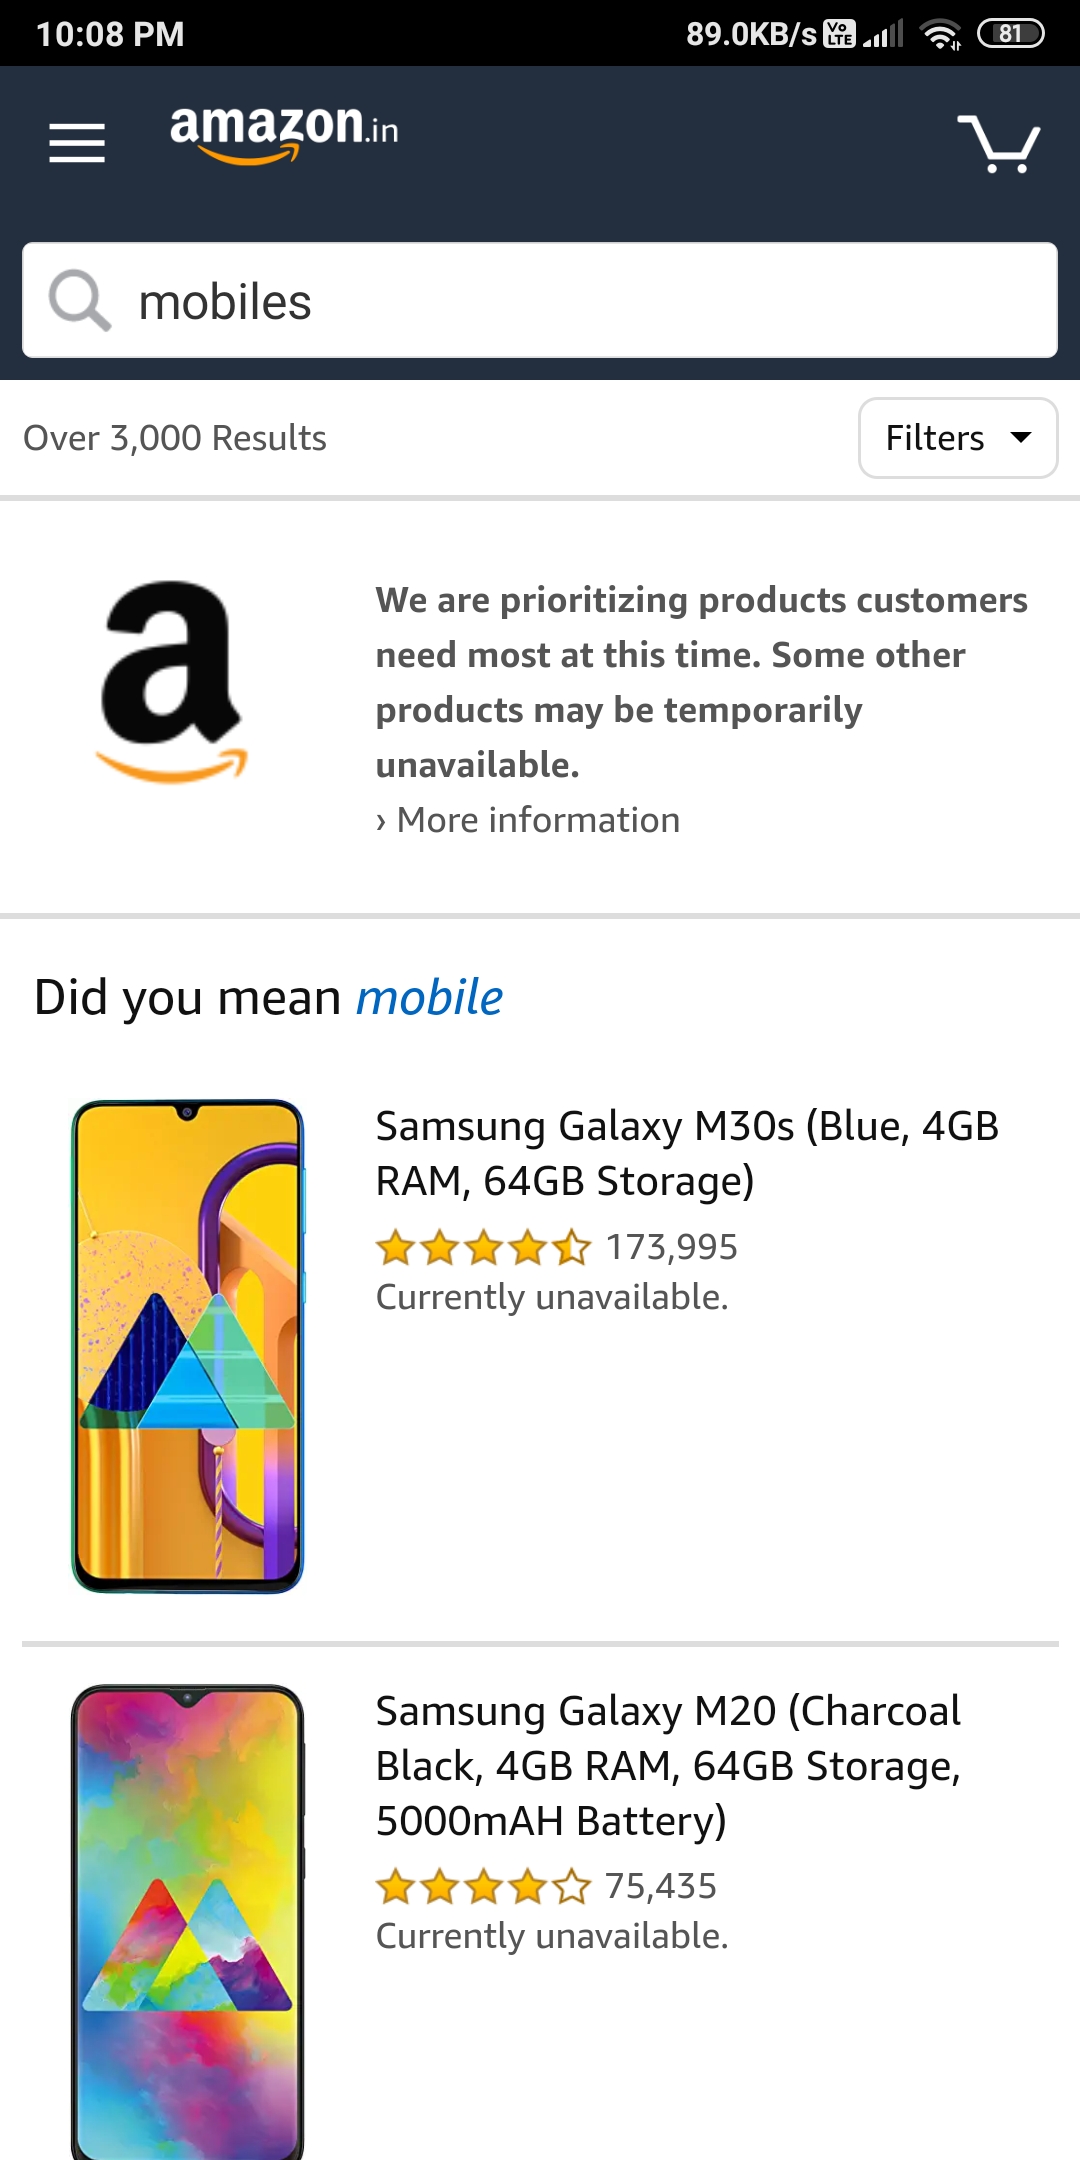 10:08 PM 89.0KB/s Vo LTE 81
amazon.in
mobiles
Over 3,000 Results Filters
We are prioritizing products customers
need most at this time. Some other
products may be temporarily
unavailable.
› More information
Did you mean mobile
Samsung Galaxy M30s (Blue, 4GB
RAM, 64GB Storage)
173,995
Currently unavailable.
Samsung Galaxy M20 (Charcoal
Black, 4GB RAM, 64GB Storage,
5000mAH Battery)
75,435
Currently unavailable.